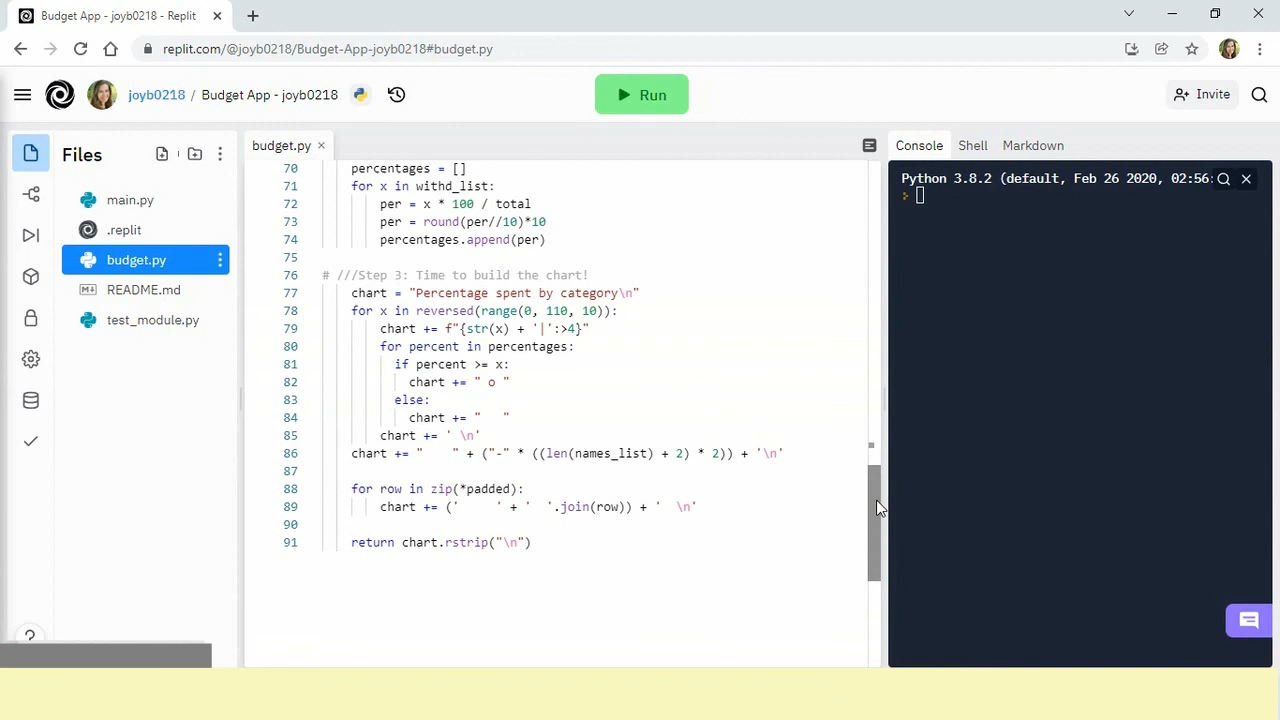 Budget App - joyb0218 - Replit
replit.com/@joyb0218/Budget-App-joyb0218#budget.py
joyb0218 / Budget App - joyb0218
Run
Invite
Files
main.py
.replit
budget.py
README.md
test_module.py
budget.py
70 percentages = []
71 for x in withd_list:
72 per = x * 100 / total
73 per = round(per//10)*10
74 percentages.append(per)
75
76 # ///Step 3: Time to build the chart!
77 chart = "Percentage spent by category\n"
78 for x in reversed(range(0, 110, 10)):
79 chart += f"{str(x) + '|':>4}"
80 for percent in percentages:
81 if percent >= x:
82 chart += " o "
83 else:
84 chart += "   "
85 chart += ' \n'
86 chart += "    " + ("-" * ((len(names_list) + 2) * 2)) + '\n'
87
88 for row in zip(*padded):
89 chart += ('     ' + '  '.join(row)) + '  \n'
90
91 return chart.rstrip("\n")
Console Shell Markdown
Python 3.8.2 (default, Feb 26 2020, 02:56: